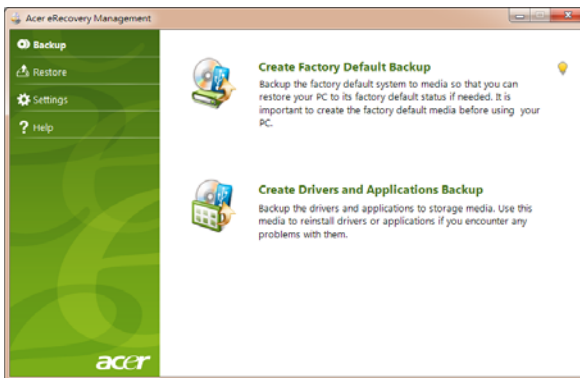 Acer eRecovery Management
Backup
Restore
Settings
Help
Create Factory Default Backup
Backup the factory default system to media so that you can
restore your PC to its factory default status if needed. It is
important to create the factory default media before using your
PC.
Create Drivers and Applications Backup
Backup the drivers and applications to storage media. Use this
media to reinstall drivers or applications if you encounter any
problems with them.
acer